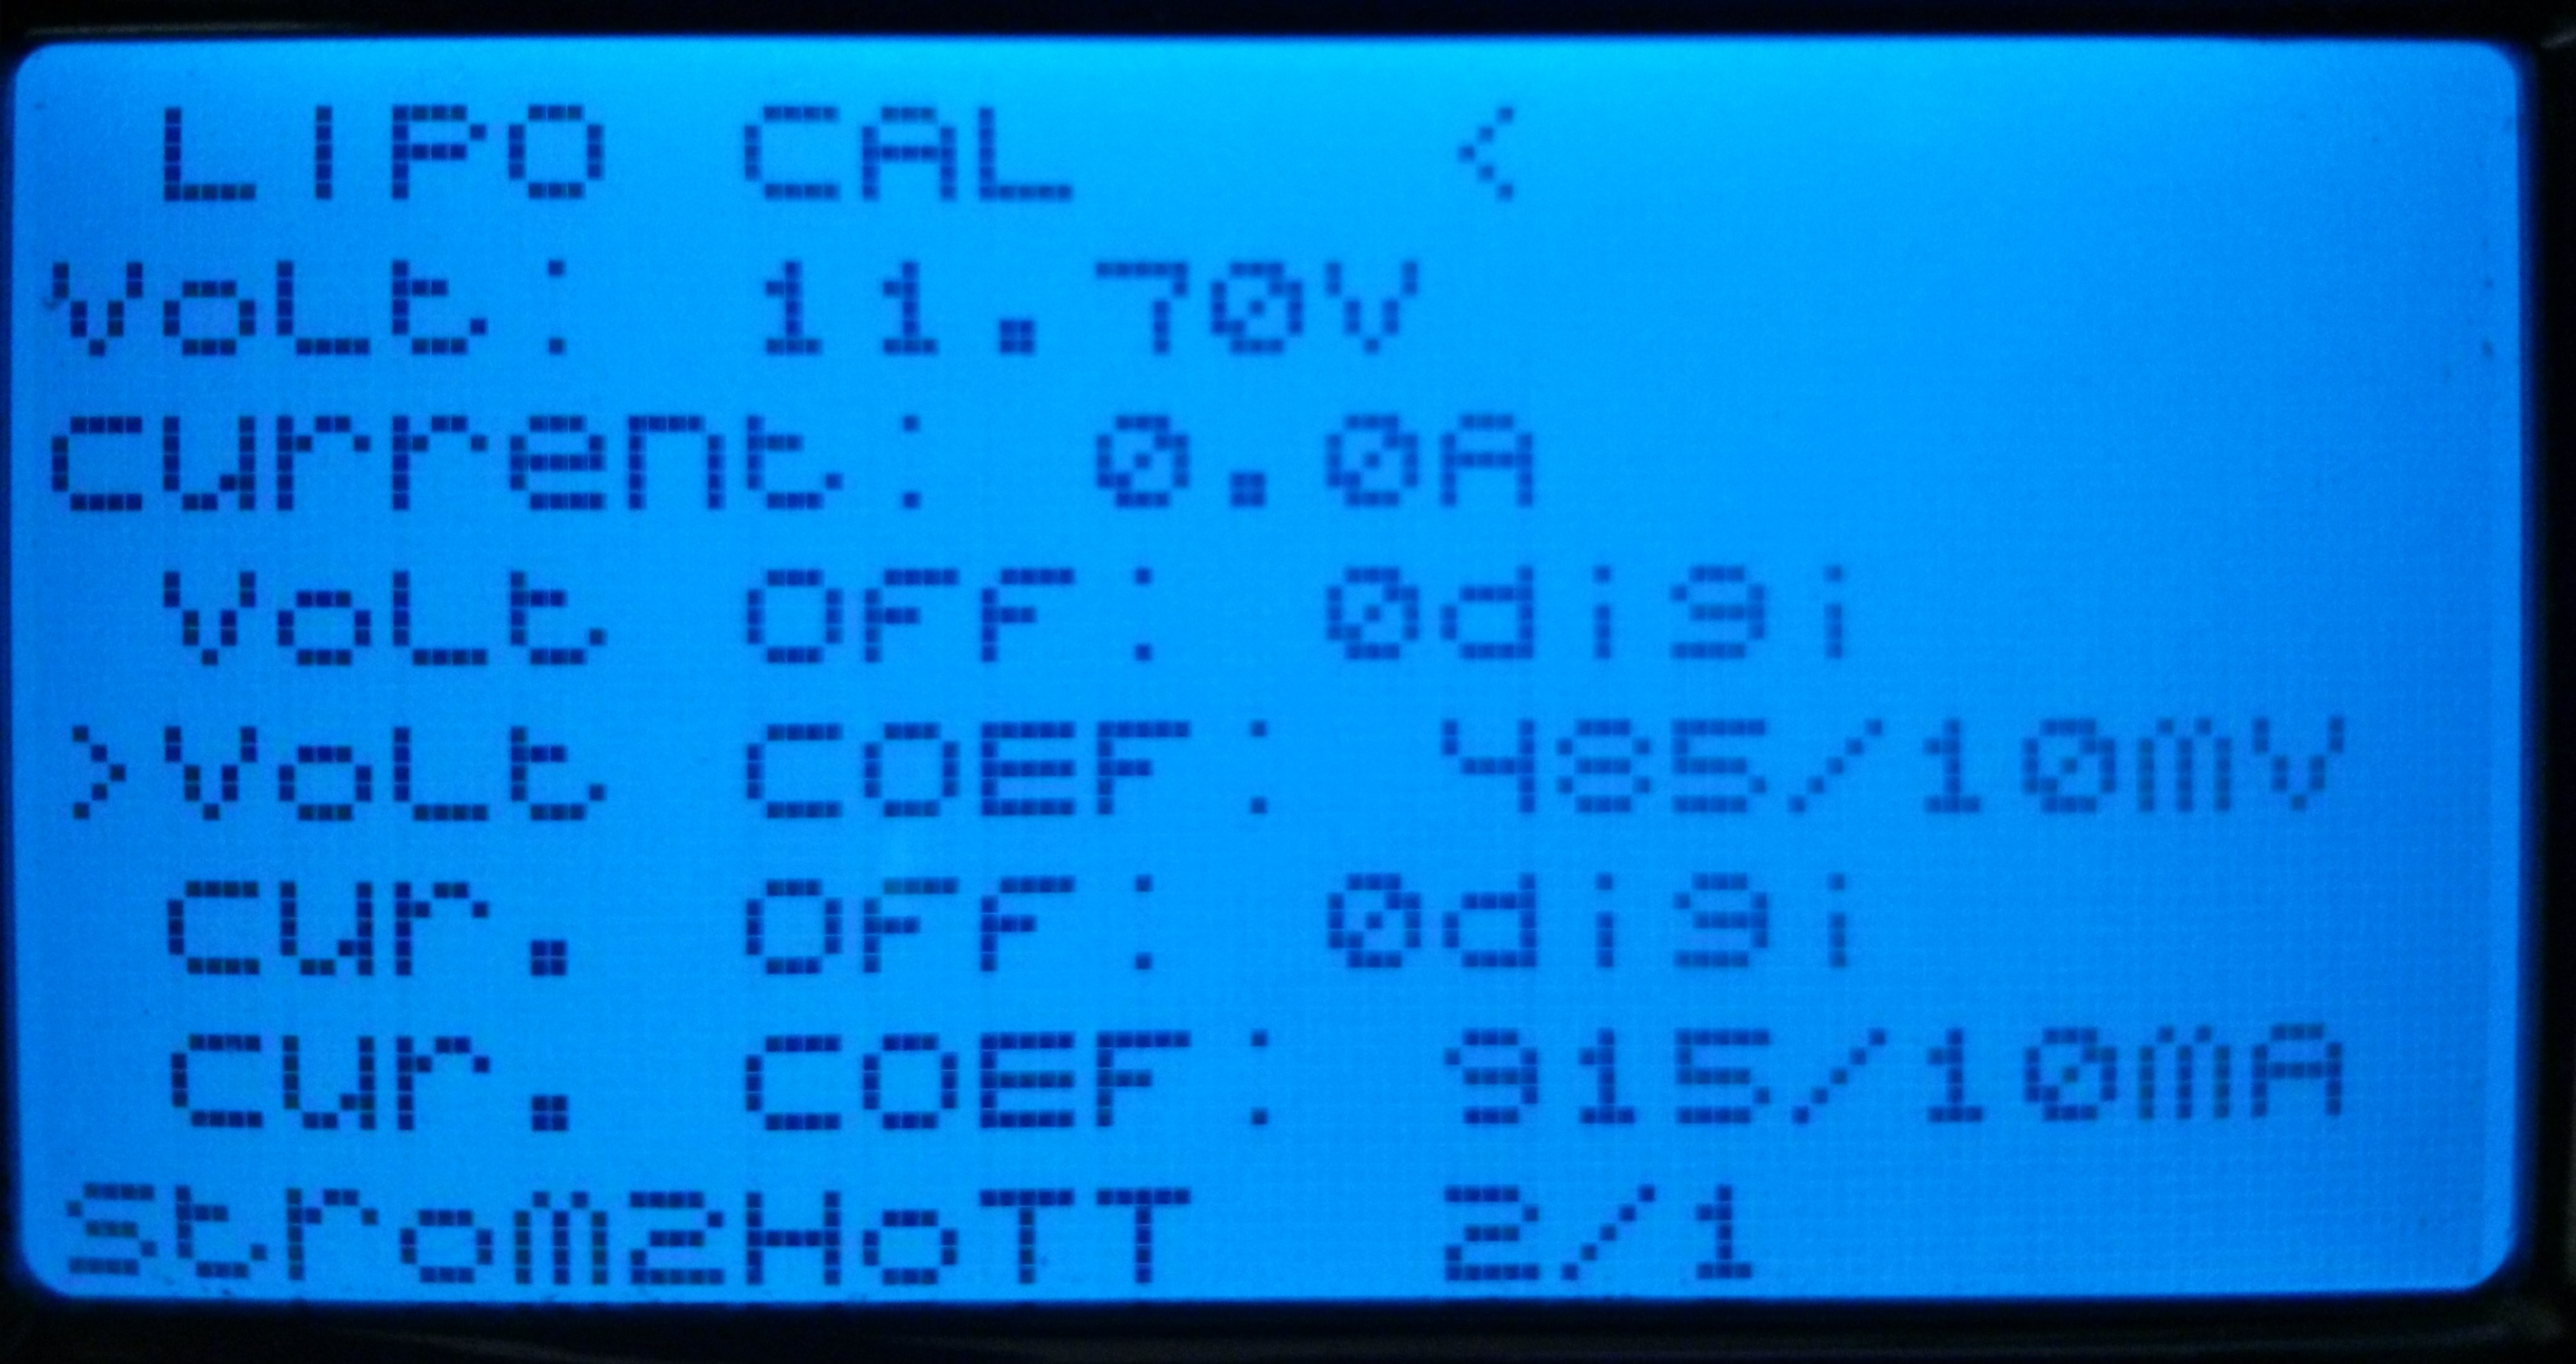 LIPO CAL <
Volt: 11.70V
current: 0.0A
Volt OFF: 0digi
>Volt COEF: 485/10mV
cur. OFF: 0digi
cur. COEF: 915/10mA
Strom2HoTT 2/1